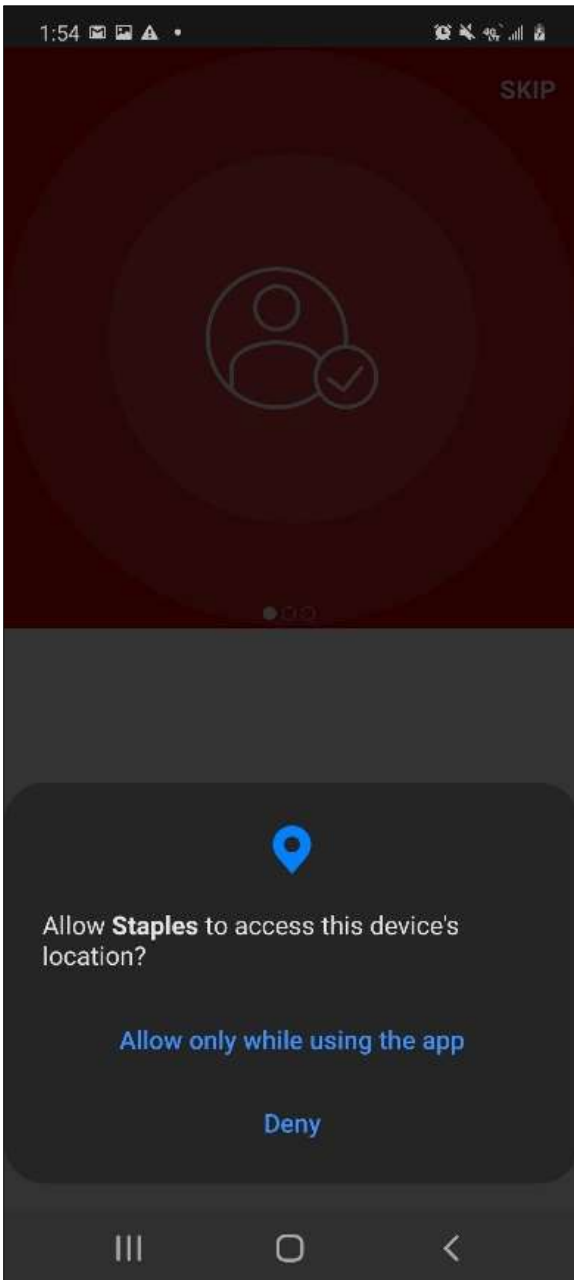 1:54
SKIP
Allow Staples to access this device's
location?
Allow only while using the app
Deny